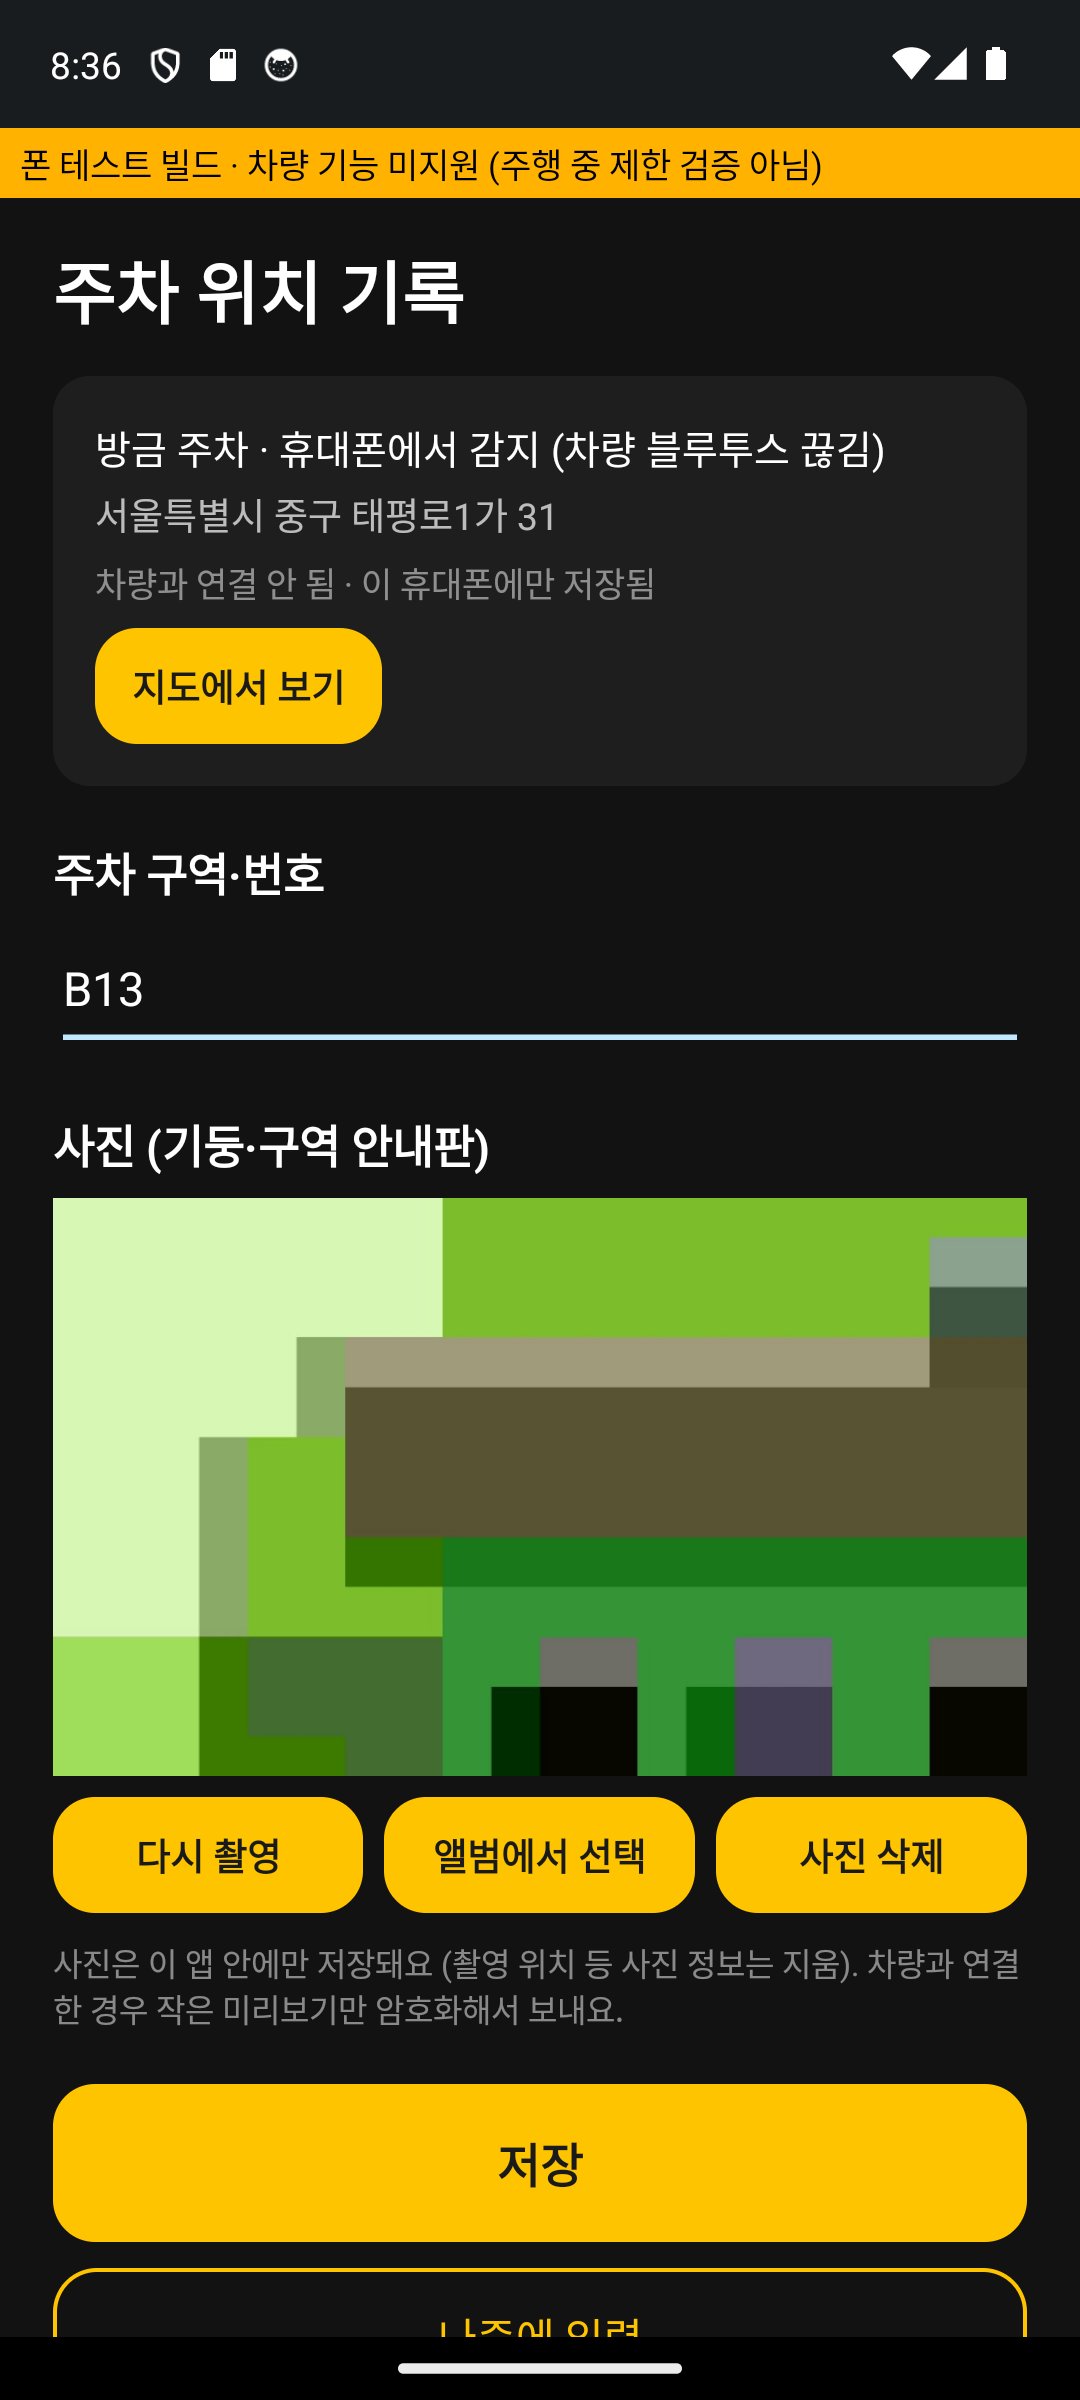 8:36
폰 테스트 빌드 · 차량 기능 미지원 (주행 중 제한 검증 아님)
주차 위치 기록
방금 주차 · 휴대폰에서 감지 (차량 블루투스 끊김)
서울특별시 중구 태평로1가 31
차량과 연결 안 됨 · 이 휴대폰에만 저장됨
지도에서 보기
주차 구역·번호
B13
사진 (기둥·구역 안내판)
다시 촬영
앨범에서 선택
사진 삭제
사진은 이 앱 안에만 저장돼요 (촬영 위치 등 사진 정보는 지움). 차량과 연결
한 경우 작은 미리보기만 암호화해서 보내요.
저장
나중에 입력